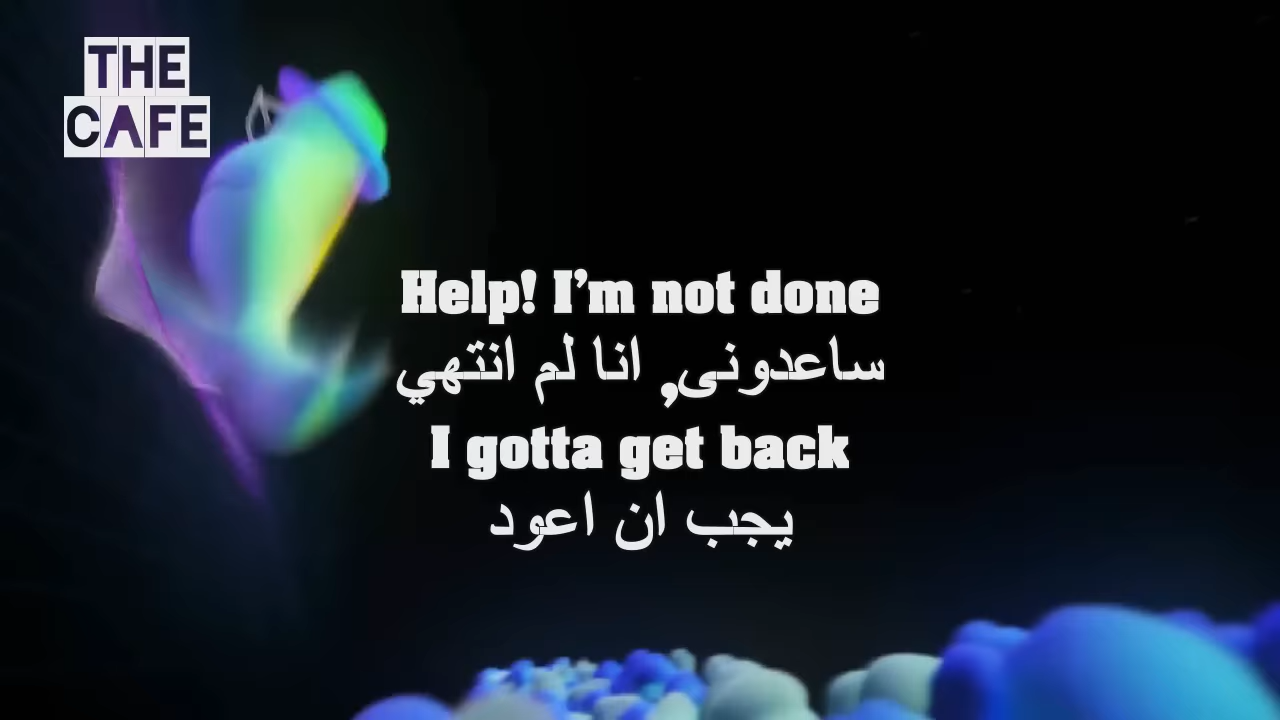 THE
CAFE
Help! I'm not done
ساعدونى, انا لم انتهي
I gotta get back
يجب ان اعود